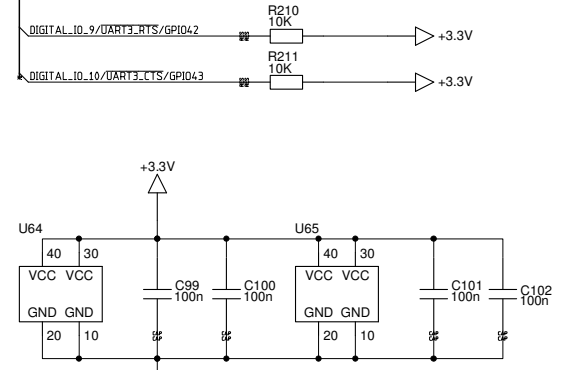 R210
10K
DIGITAL_IO_9/UART3_RTS/GPIO42
+3.3V
R211
10K
DIGITAL_IO_10/UART3_CTS/GPIO43
+3.3V
+3.3V
U64
U65
40 30
40 30
VCC VCC
VCC VCC
C99
100n
C100
100n
C101
100n
C102
100n
GND GND
GND GND
20 10
20 10